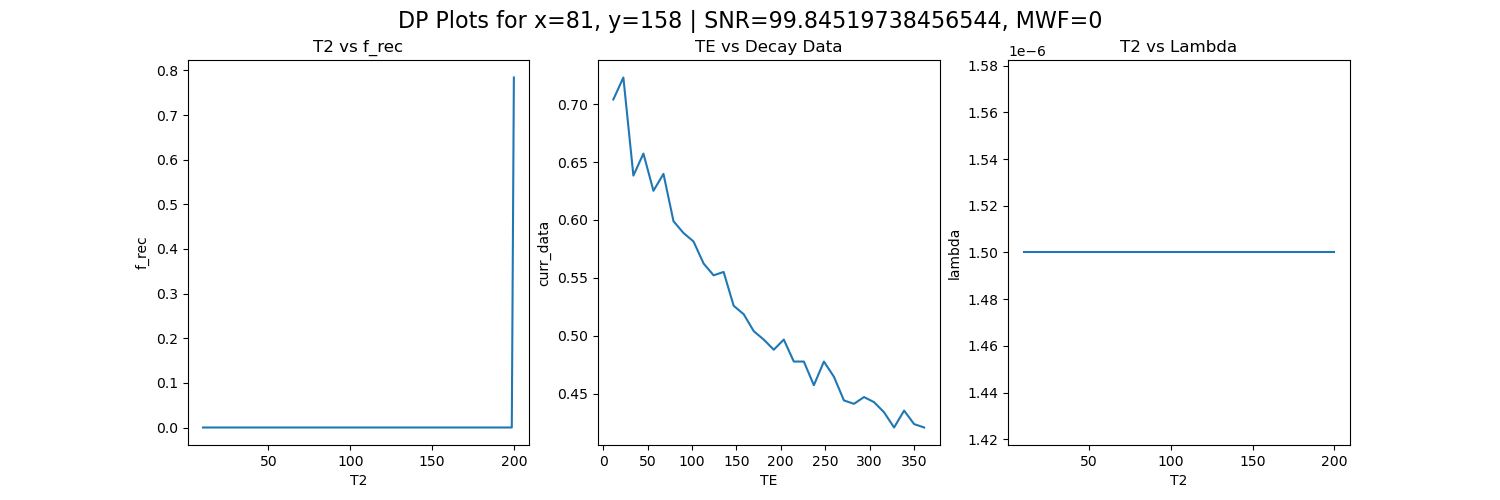 DP Plots for x=81, y=158 | SNR=99.84519738456544, MWF=0
T2 vs f_rec
0.8
0.7
0.6
0.5
0.4
0.3
0.2
0.1
0.0
f_rec
50 100 150 200
T2
TE vs Decay Data
0.70
0.65
0.60
0.55
0.50
0.45
curr_data
0 50 100 150 200 250 300 350
TE
T2 vs Lambda
1e−6
1.58
1.56
1.54
1.52
1.50
1.48
1.46
1.44
1.42
lambda
50 100 150 200
T2